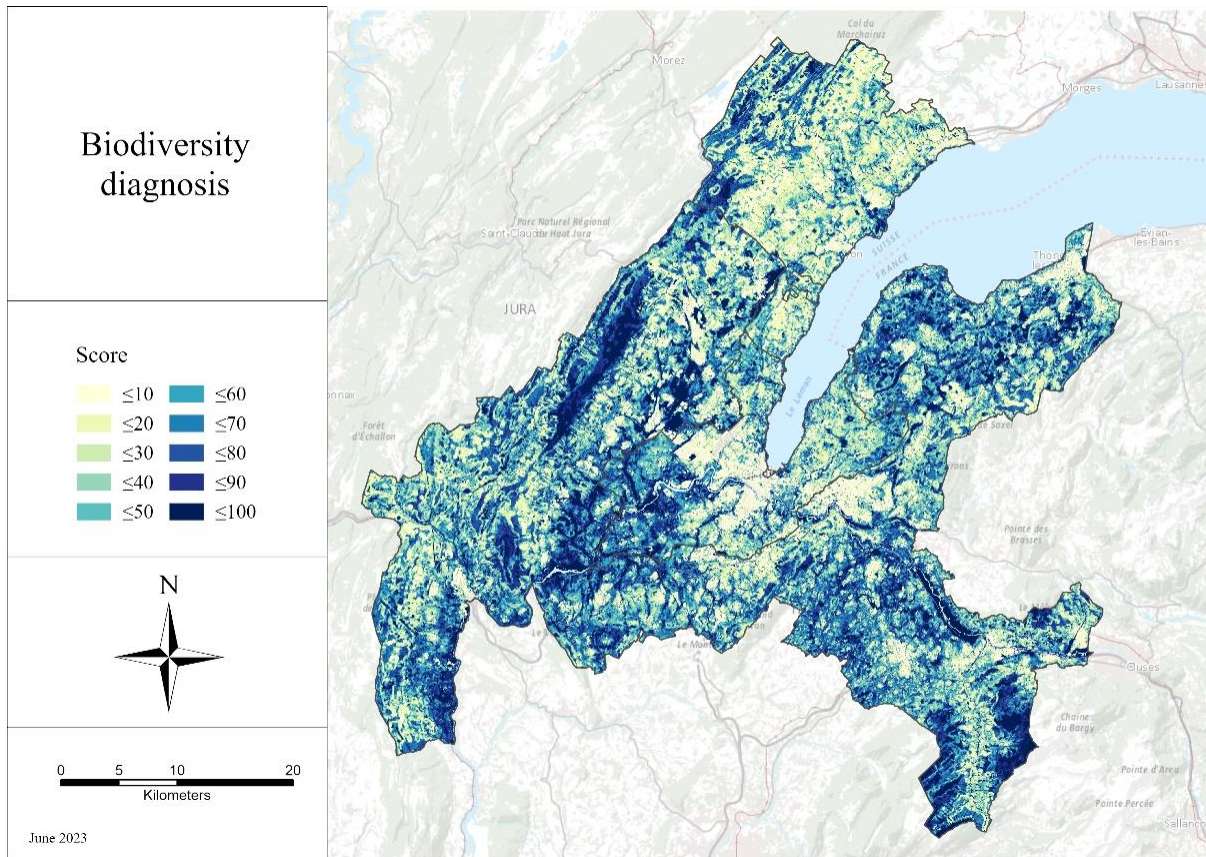 Biodiversity
diagnosis
Score
≤10
≤20
≤30
≤40
≤50
≤60
≤70
≤80
≤90
≤100
N
0 5 10 20
Kilometers
June 2023
Col du
Marchairuz
Morez
Morges
Lausanne
Parc Naturel Régional
du Haut Jura
Saint-Claude
SUISSE
FRANCE
Évian
les-Bains
JURA
Le Léman
Forêt
d'Échallon
Pointe des
Brasses
Cluses
Chaîne
du Bargy
Pointe d'Areu
Pointe Percée